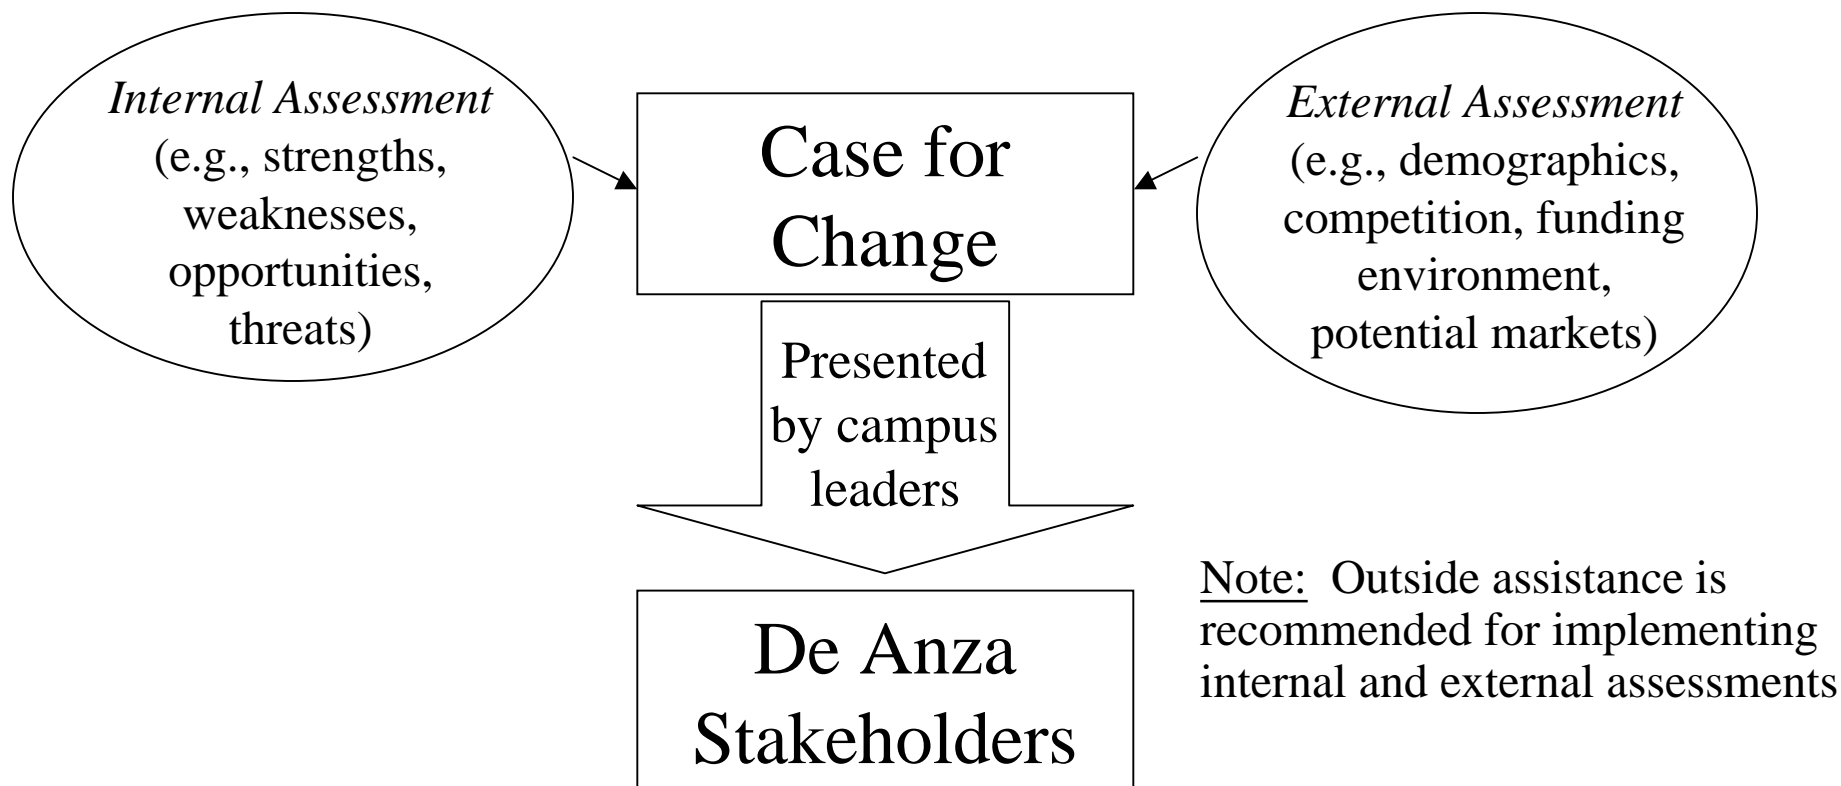 Internal Assessment
(e.g., strengths,
weaknesses,
opportunities,
threats)
Case for
Change
External Assessment
(e.g., demographics,
competition, funding
environment,
potential markets)
Presented
by campus
leaders
De Anza
Stakeholders
Note: Outside assistance is
recommended for implementing
internal and external assessments